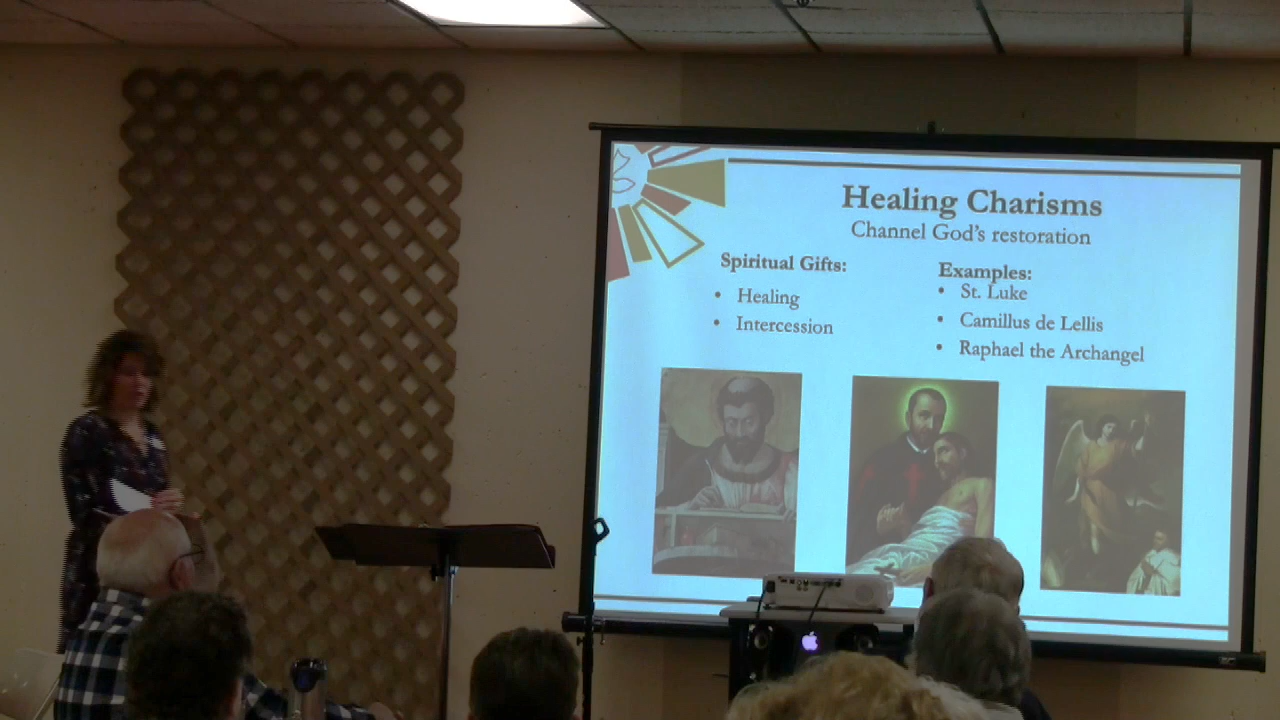 Healing Charisms
Channel God's restoration
Spiritual Gifts:
• Healing
• Intercession
Examples:
• St. Luke
• Camillus de Lellis
• Raphael the Archangel